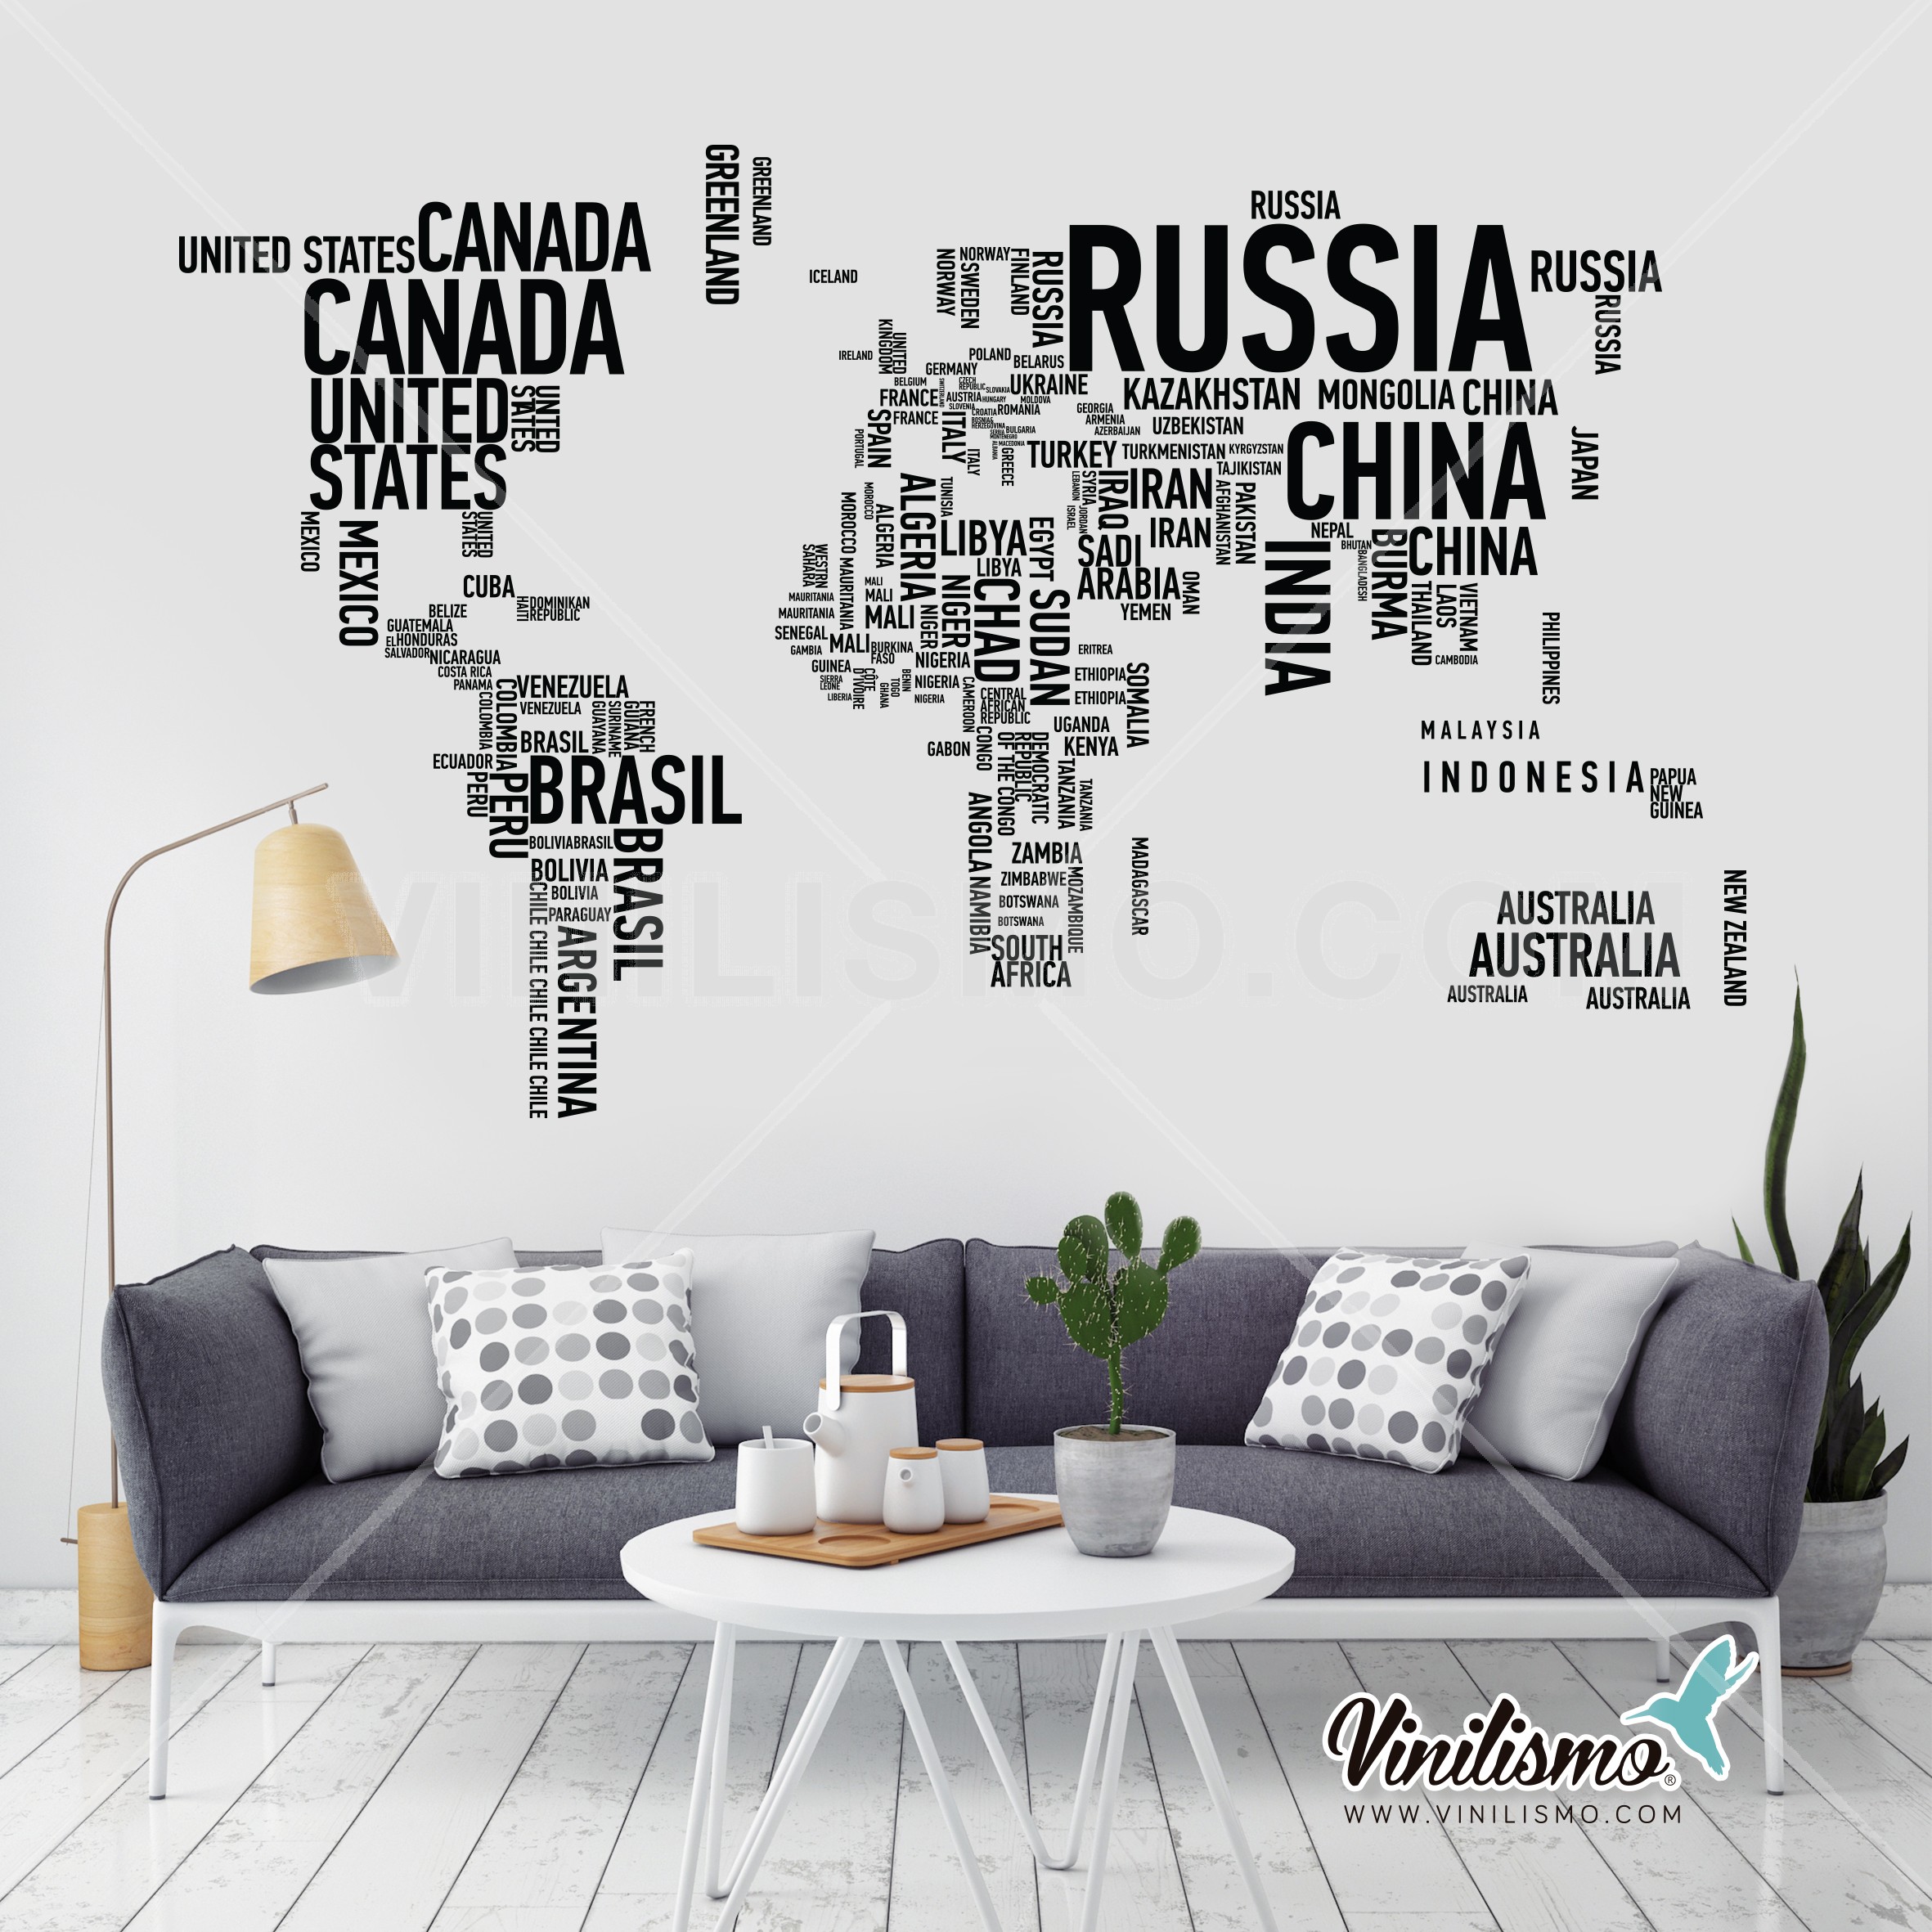 GREENLAND
GREENLAND
RUSSIA
UNITED STATES
CANADA
CANADA
ICELAND
NORWAY
NORWAY
SWEDEN
FINLAND
RUSSIA
RUSSIA
RUSSIA
RUSSIA
UNITED
STATES
UNITED
STATES
IRELAND
UNITED
KINGDOM
POLAND
BELARUS
GERMANY
BELGIUM
CZECH
REPUBLIC
SLOVAKIA
UKRAINE
KAZAKHSTAN
MONGOLIA
CHINA
FRANCE
SWITZERLAND
AUSTRIA
HUNGARY
MOLDOVA
SLOVENIA
CROATIA
ROMANIA
GEORGIA
FRANCE
SPAIN
PORTUGAL
ITALY
ITALY
HERZEGOVINA
SERBIA
MONTENEGRO
BULGARIA
ALBANIA
MACEDONIA
GREECE
ARMENIA
AZERBAIJAN
UZBEKISTAN
TURKEY
TURKMENISTAN
KYRGYZSTAN
TAJIKISTAN
CHINA
JAPAN
MEXICO
MEXICO
UNITED
STATES
MOROCCO
MOROCCO
ALGERIA
ALGERIA
TUNISIA
LIBYA
LIBYA
EGYPT
LEBANON
SYRIA
ISRAEL
JORDAN
IRAQ
IRAN
IRAN
AFGHANISTAN
PAKISTAN
SADI
ARABIA
OMAN
YEMEN
INDIA
NEPAL
BHUTAN
BANGLADESH
BURMA
CHINA
THAILAND
LAOS
VIETNAM
CAMBODIA
PHILIPPINES
CUBA
HAITI
DOMINIKAN
REPUBLIC
BELIZE
GUATEMALA
EL
SALVADOR
HONDURAS
NICARAGUA
COSTA RICA
PANAMA
WESTRN
SAHARA
MAURITANIA
MAURITANIA
MAURITANIA
MALI
MALI
MALI
MALI
NIGER
NIGER
CHAD
SUDAN
SENEGAL
GAMBIA
BURKINA
FASO
ERITREA
GUINEA
SIERRA
LEONE
LIBERIA
CÔTE
D'IVOIRE
GHANA
TOGO
BENIN
NIGERIA
NIGERIA
NIGERIA
CAMEROON
CENTRAL
AFRICAN
REPUBLIC
ETHIOPIA
ETHIOPIA
SOMALIA
COLOMBIA
COLOMBIA
VENEZUELA
VENEZUELA
GUAYANA
SURINAME
FRENCH
GUIANA
BRASIL
ECUADOR
PERU
PERU
BRASIL
GABON
CONGO
DEMOCRATIC
REPUBLIC
OF THE CONGO
UGANDA
KENYA
TANZANIA
TANZANIA
MALAYSIA
INDONESIA
PAPUA
NEW
GUINEA
BOLIVIA
BRASIL
BOLIVIA
BOLIVIA
BRASIL
PARAGUAY
CHILE CHILE CHILE CHILE CHILE
ARGENTINA
ANGOLA
NAMIBIA
ZAMBIA
ZIMBABWE
BOTSWANA
BOTSWANA
MOZAMBIQUE
SOUTH
AFRICA
MADAGASCAR
AUSTRALIA
AUSTRALIA
AUSTRALIA
AUSTRALIA
NEW ZEALAND
VINILISMO.COM
Vinilismo®
WWW.VINILISMO.COM